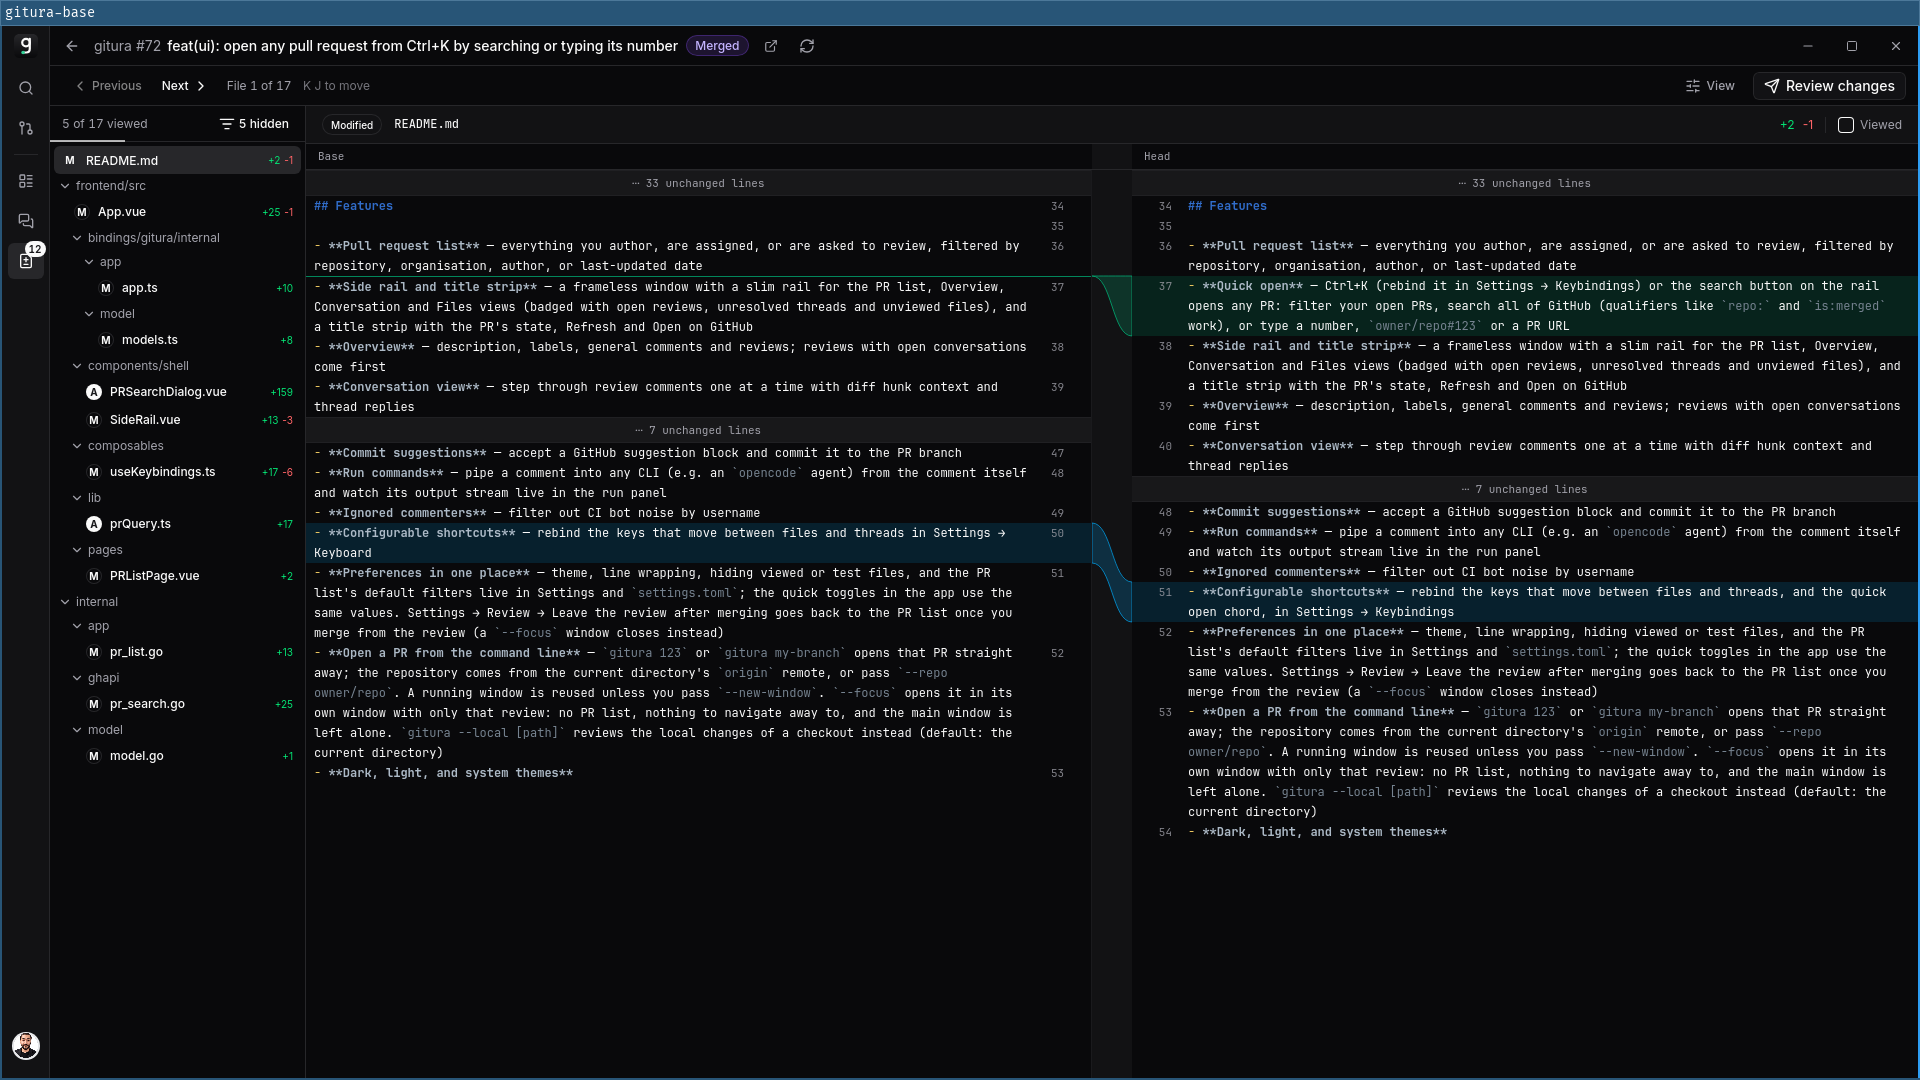 gitura-base
g
gitura #72 feat(ui): open any pull request from Ctrl+K by searching or typing its number Merged
Previous Next File 1 of 17 K J to move View Review changes
5 of 17 viewed 5 hidden
Modified README.md +2 -1 Viewed
12
M README.md +2 -1
frontend/src
M App.vue +25 -1
bindings/gitura/internal
app
M app.ts +10
model
M models.ts +8
components/shell
A PRSearchDialog.vue +159
M SideRail.vue +13 -3
composables
M useKeybindings.ts +17 -6
lib
A prQuery.ts +17
pages
M PRListPage.vue +2
internal
app
M pr_list.go +13
ghapi
M pr_search.go +25
model
M model.go +1
Base
··· 33 unchanged lines
## Features 34
35
- **Pull request list** — everything you author, are assigned, or are asked to review, filtered by 36
repository, organisation, author, or last-updated date
- **Side rail and title strip** — a frameless window with a slim rail for the PR list, Overview, 37
Conversation and Files views (badged with open reviews, unresolved threads and unviewed files), and
a title strip with the PR's state, Refresh and Open on GitHub
- **Overview** — description, labels, general comments and reviews; reviews with open conversations 38
come first
- **Conversation view** — step through review comments one at a time with diff hunk context and 39
thread replies
··· 7 unchanged lines
- **Commit suggestions** — accept a GitHub suggestion block and commit it to the PR branch 47
- **Run commands** — pipe a comment into any CLI (e.g. an `opencode` agent) from the comment itself 48
and watch its output stream live in the run panel
- **Ignored commenters** — filter out CI bot noise by username 49
- **Configurable shortcuts** — rebind the keys that move between files and threads in Settings → 50
Keyboard
- **Preferences in one place** — theme, line wrapping, hiding viewed or test files, and the PR 51
list's default filters live in Settings and `settings.toml`; the quick toggles in the app use the
same values. Settings → Review → Leave the review after merging goes back to the PR list once you
merge from the review (a `--focus` window closes instead)
- **Open a PR from the command line** — `gitura 123` or `gitura my-branch` opens that PR straight 52
away; the repository comes from the current directory's `origin` remote, or pass `--repo
owner/repo`. A running window is reused unless you pass `--new-window`. `--focus` opens it in its
own window with only that review: no PR list, nothing to navigate away to, and the main window is
left alone. `gitura --local [path]` reviews the local changes of a checkout instead (default: the
current directory)
- **Dark, light, and system themes** 53
Head
··· 33 unchanged lines
34 ## Features
35
36 - **Pull request list** — everything you author, are assigned, or are asked to review, filtered by
repository, organisation, author, or last-updated date
37 - **Quick open** — Ctrl+K (rebind it in Settings → Keybindings) or the search button on the rail
opens any PR: filter your open PRs, search all of GitHub (qualifiers like `repo:` and `is:merged`
work), or type a number, `owner/repo#123` or a PR URL
38 - **Side rail and title strip** — a frameless window with a slim rail for the PR list, Overview,
Conversation and Files views (badged with open reviews, unresolved threads and unviewed files), and
a title strip with the PR's state, Refresh and Open on GitHub
39 - **Overview** — description, labels, general comments and reviews; reviews with open conversations
come first
40 - **Conversation view** — step through review comments one at a time with diff hunk context and
thread replies
··· 7 unchanged lines
48 - **Commit suggestions** — accept a GitHub suggestion block and commit it to the PR branch
49 - **Run commands** — pipe a comment into any CLI (e.g. an `opencode` agent) from the comment itself
and watch its output stream live in the run panel
50 - **Ignored commenters** — filter out CI bot noise by username
51 - **Configurable shortcuts** — rebind the keys that move between files and threads, and the quick
open chord, in Settings → Keybindings
52 - **Preferences in one place** — theme, line wrapping, hiding viewed or test files, and the PR
list's default filters live in Settings and `settings.toml`; the quick toggles in the app use the
same values. Settings → Review → Leave the review after merging goes back to the PR list once you
merge from the review (a `--focus` window closes instead)
53 - **Open a PR from the command line** — `gitura 123` or `gitura my-branch` opens that PR straight
away; the repository comes from the current directory's `origin` remote, or pass `--repo
owner/repo`. A running window is reused unless you pass `--new-window`. `--focus` opens it in its
own window with only that review: no PR list, nothing to navigate away to, and the main window is
left alone. `gitura --local [path]` reviews the local changes of a checkout instead (default: the
current directory)
54 - **Dark, light, and system themes**